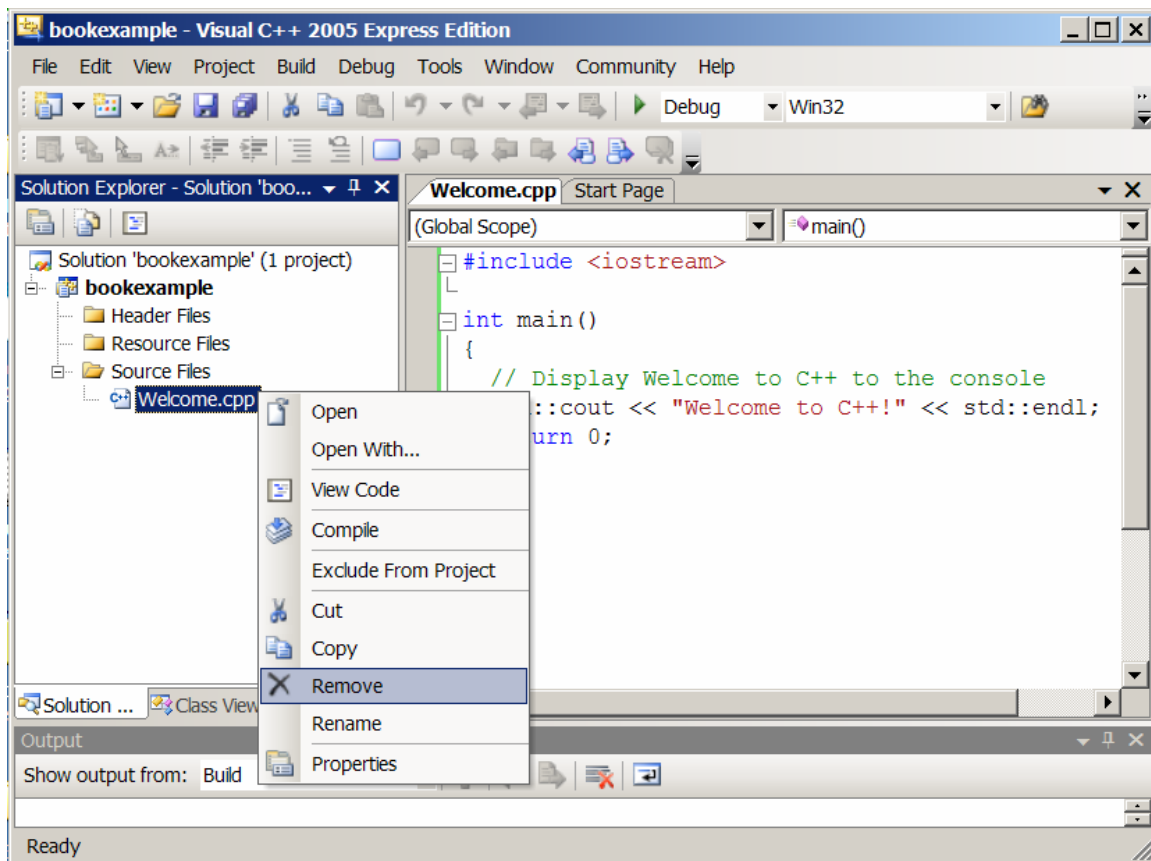 bookexample - Visual C++ 2005 Express Edition
File Edit View Project Build Debug Tools Window Community Help
Debug Win32
Solution Explorer - Solution 'boo...
Welcome.cpp Start Page
(Global Scope) main()
Solution 'bookexample' (1 project)
bookexample
Header Files
Resource Files
Source Files
Welcome.cpp
#include <iostream>
int main()
{
// Display Welcome to C++ to the console
::cout << "Welcome to C++!" << std::endl;
urn 0;
Open
Open With...
View Code
Compile
Exclude From Project
Cut
Copy
Remove
Rename
Properties
Solution ... Class View
Output
Show output from: Build
Ready